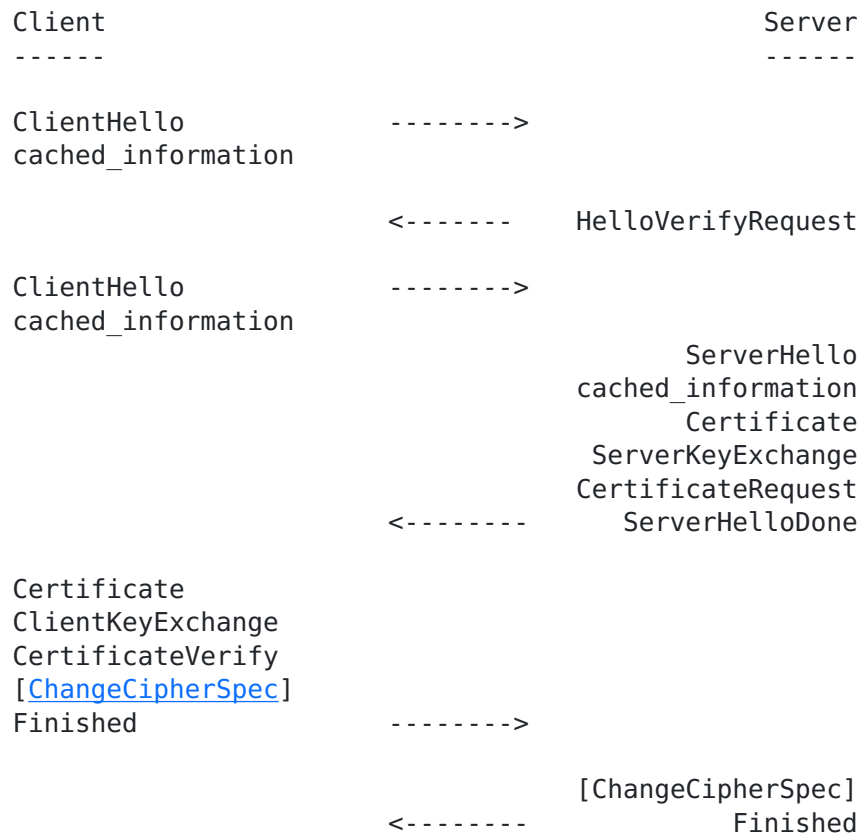 Client                                           Server
------                                           ------
ClientHello             -------->
cached_information
                        <-------    HelloVerifyRequest
ClientHello             -------->
cached_information
                                           ServerHello
                                    cached_information
                                           Certificate
                                     ServerKeyExchange
                                    CertificateRequest
                        <--------      ServerHelloDone
Certificate
ClientKeyExchange
CertificateVerify
[ChangeCipherSpec]
Finished                -------->
                                    [ChangeCipherSpec]
                        <--------             Finished